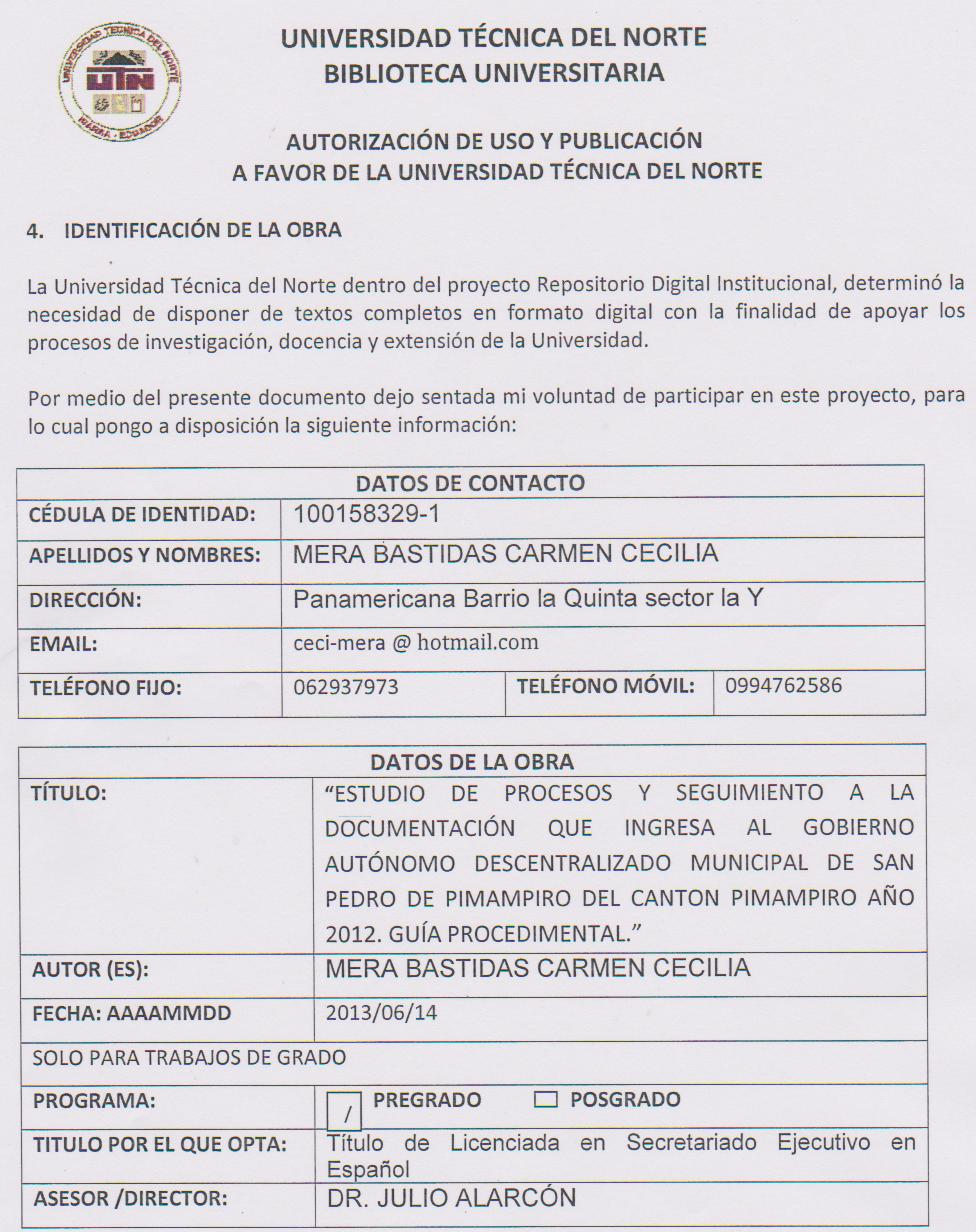 UNIVERSIDAD TÉCNICA DEL NORTE
UTN
IBARRA - ECUADOR
UNIVERSIDAD TÉCNICA DEL NORTE
BIBLIOTECA UNIVERSITARIA
AUTORIZACIÓN DE USO Y PUBLICACIÓN
A FAVOR DE LA UNIVERSIDAD TÉCNICA DEL NORTE
4. IDENTIFICACIÓN DE LA OBRA
La Universidad Técnica del Norte dentro del proyecto Repositorio Digital Institucional, determinó la
necesidad de disponer de textos completos en formato digital con la finalidad de apoyar los
procesos de investigación, docencia y extensión de la Universidad.
Por medio del presente documento dejo sentada mi voluntad de participar en este proyecto, para
lo cual pongo a disposición la siguiente información:
DATOS DE CONTACTO
CÉDULA DE IDENTIDAD: 100158329-1
APELLIDOS Y NOMBRES: MERA BASTIDAS CARMEN CECILIA
DIRECCIÓN: Panamericana Barrio la Quinta sector la Y
EMAIL: ceci-mera @ hotmail.com
TELÉFONO FIJO: 062937973 TELÉFONO MÓVIL: 0994762586
DATOS DE LA OBRA
TÍTULO: “ESTUDIO DE PROCESOS Y SEGUIMIENTO A LA
DOCUMENTACIÓN QUE INGRESA AL GOBIERNO
AUTÓNOMO DESCENTRALIZADO MUNICIPAL DE SAN
PEDRO DE PIMAMPIRO DEL CANTON PIMAMPIRO AÑO
2012. GUÍA PROCEDIMENTAL.”
AUTOR (ES): MERA BASTIDAS CARMEN CECILIA
FECHA: AAAAMMDD 2013/06/14
SOLO PARA TRABAJOS DE GRADO
PROGRAMA: / PREGRADO POSGRADO
TITULO POR EL QUE OPTA: Título de Licenciada en Secretariado Ejecutivo en
Español
ASESOR /DIRECTOR: DR. JULIO ALARCÓN